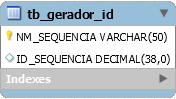 tb_gerador_id
NM_SEQUENCIA VARCHAR(50)
ID_SEQUENCIA DECIMAL(38,0)
Indexes